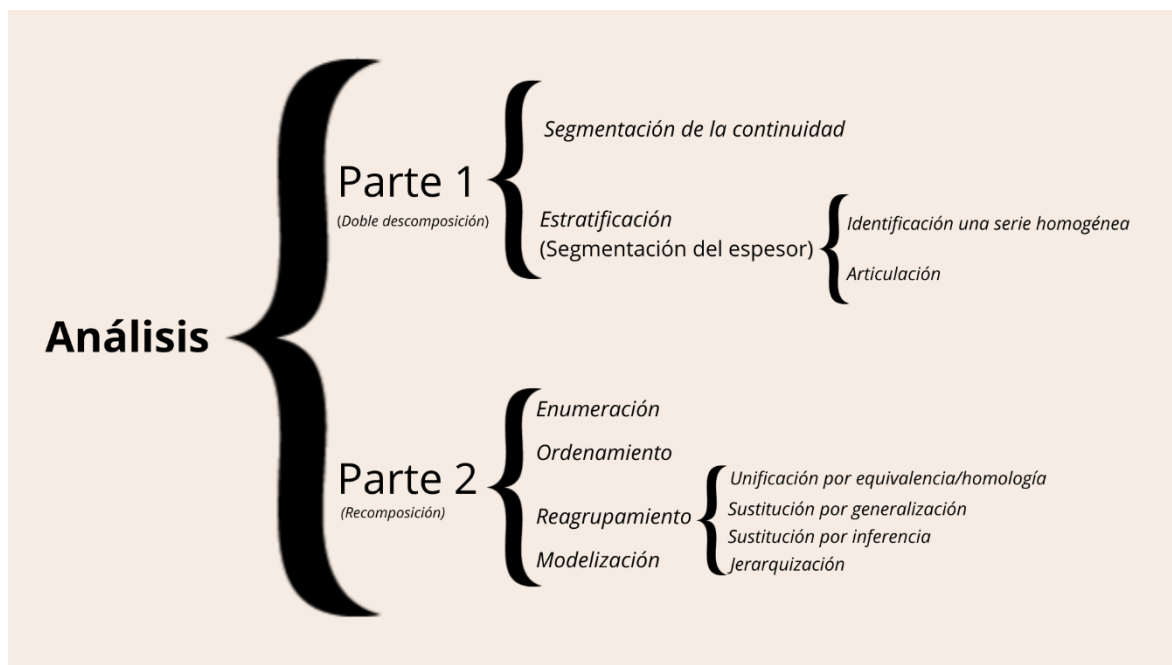 Análisis
Parte 1
(Doble descomposición)
Segmentación de la continuidad
Estratificación
(Segmentación del espesor)
Identificación una serie homogénea
Articulación
Parte 2
(Recomposición)
Enumeración
Ordenamiento
Reagrupamiento
Modelización
Unificación por equivalencia/homología
Sustitución por generalización
Sustitución por inferencia
Jerarquización